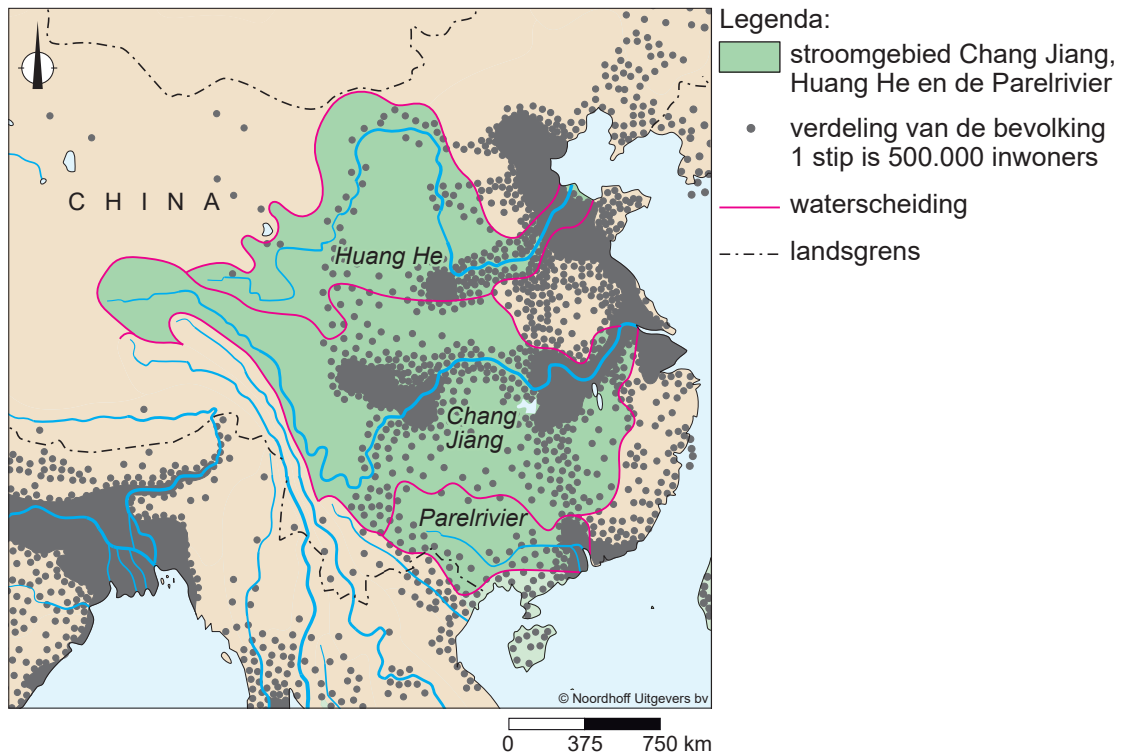 Legenda:
stroomgebied Chang Jiang,
Huang He en de Parelrivier
verdeling van de bevolking
1 stip is 500.000 inwoners
waterscheiding
landsgrens
CHINA
Huang He
Chang
Jiang
Parelrivier
© Noordhoff Uitgevers bv
0 375 750 km